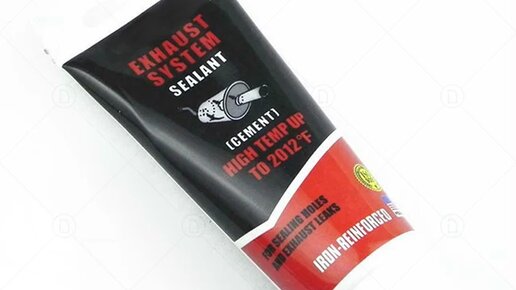 EXHAUST
SYSTEM
SEALANT
(CEMENT)
HIGH TEMP UP
TO 2012°F
FOR SEALING HOLES
AND EXHAUST LEAKS
IRON-REINFORCED